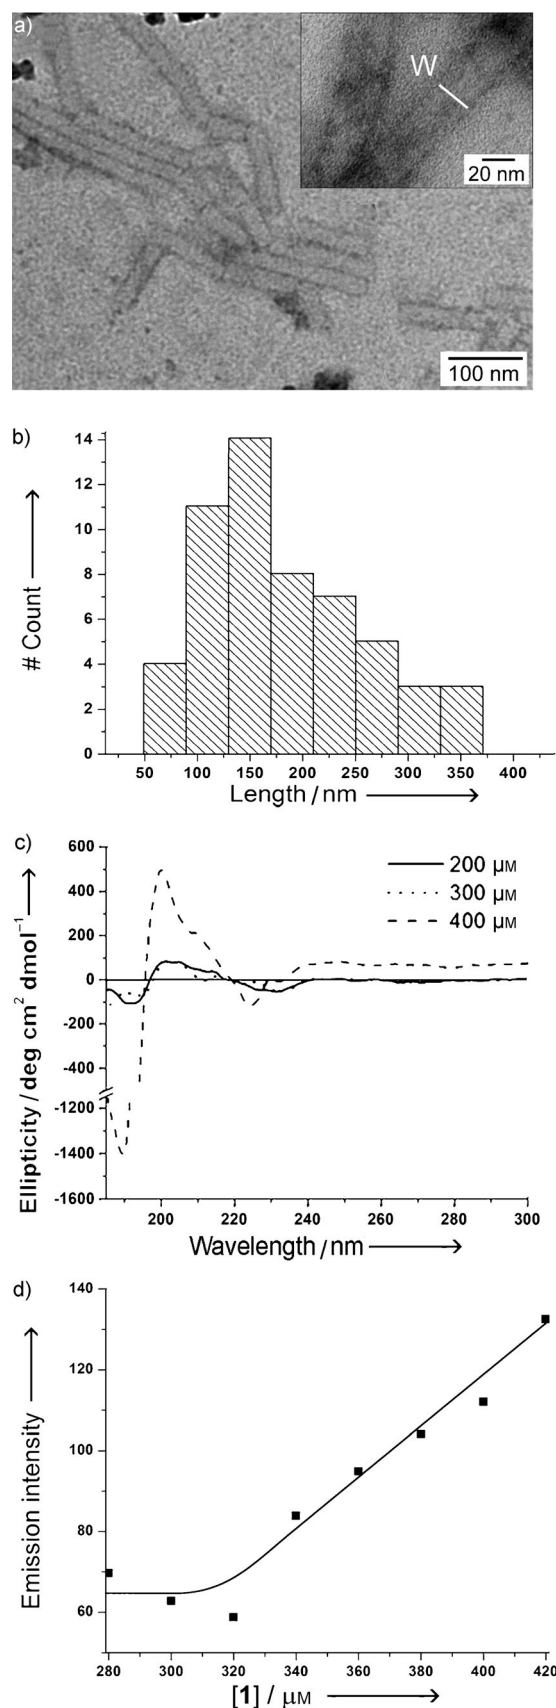 a)
W
20 nm
100 nm
b)
# Count
14
12
10
8
6
4
2
0
50 100 150 200 250 300 350 400
Length / nm
c)
Ellipticity / deg cm² dmol⁻¹
600
400
200
0
-200
-400
-1200
-1400
-1600
200 µM
300 µM
400 µM
200 220 240 260 280 300
Wavelength / nm
d)
Emission intensity
140
120
100
80
60
280 300 320 340 360 380 400 420
[1] / µM